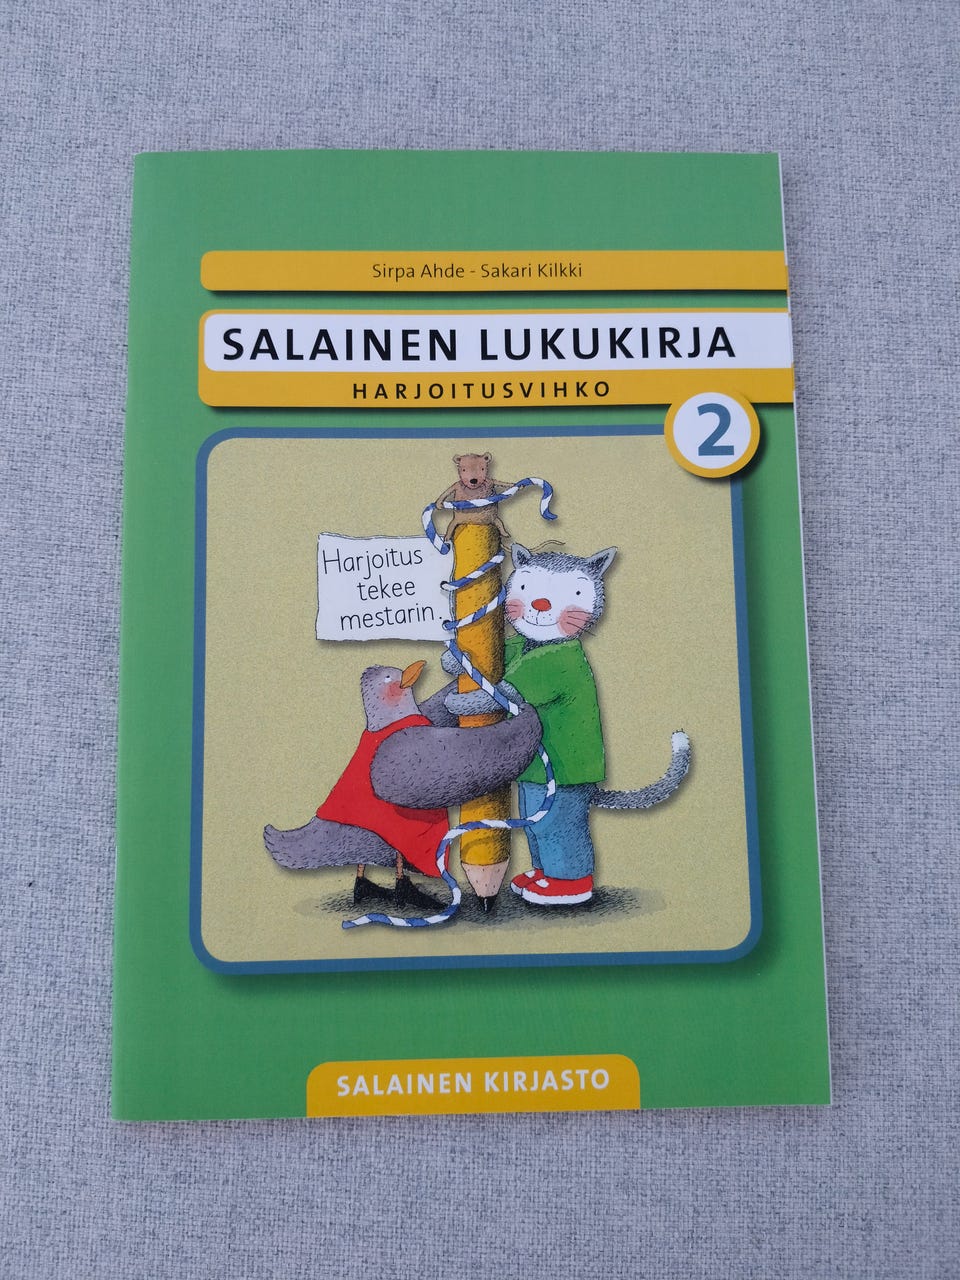 Sirpa Ahde - Sakari Kilkki
SALAINEN LUKUKIRJA
HARJOITUSVIHKO
2
Harjoitus
tekee
mestarin.
SALAINEN KIRJASTO